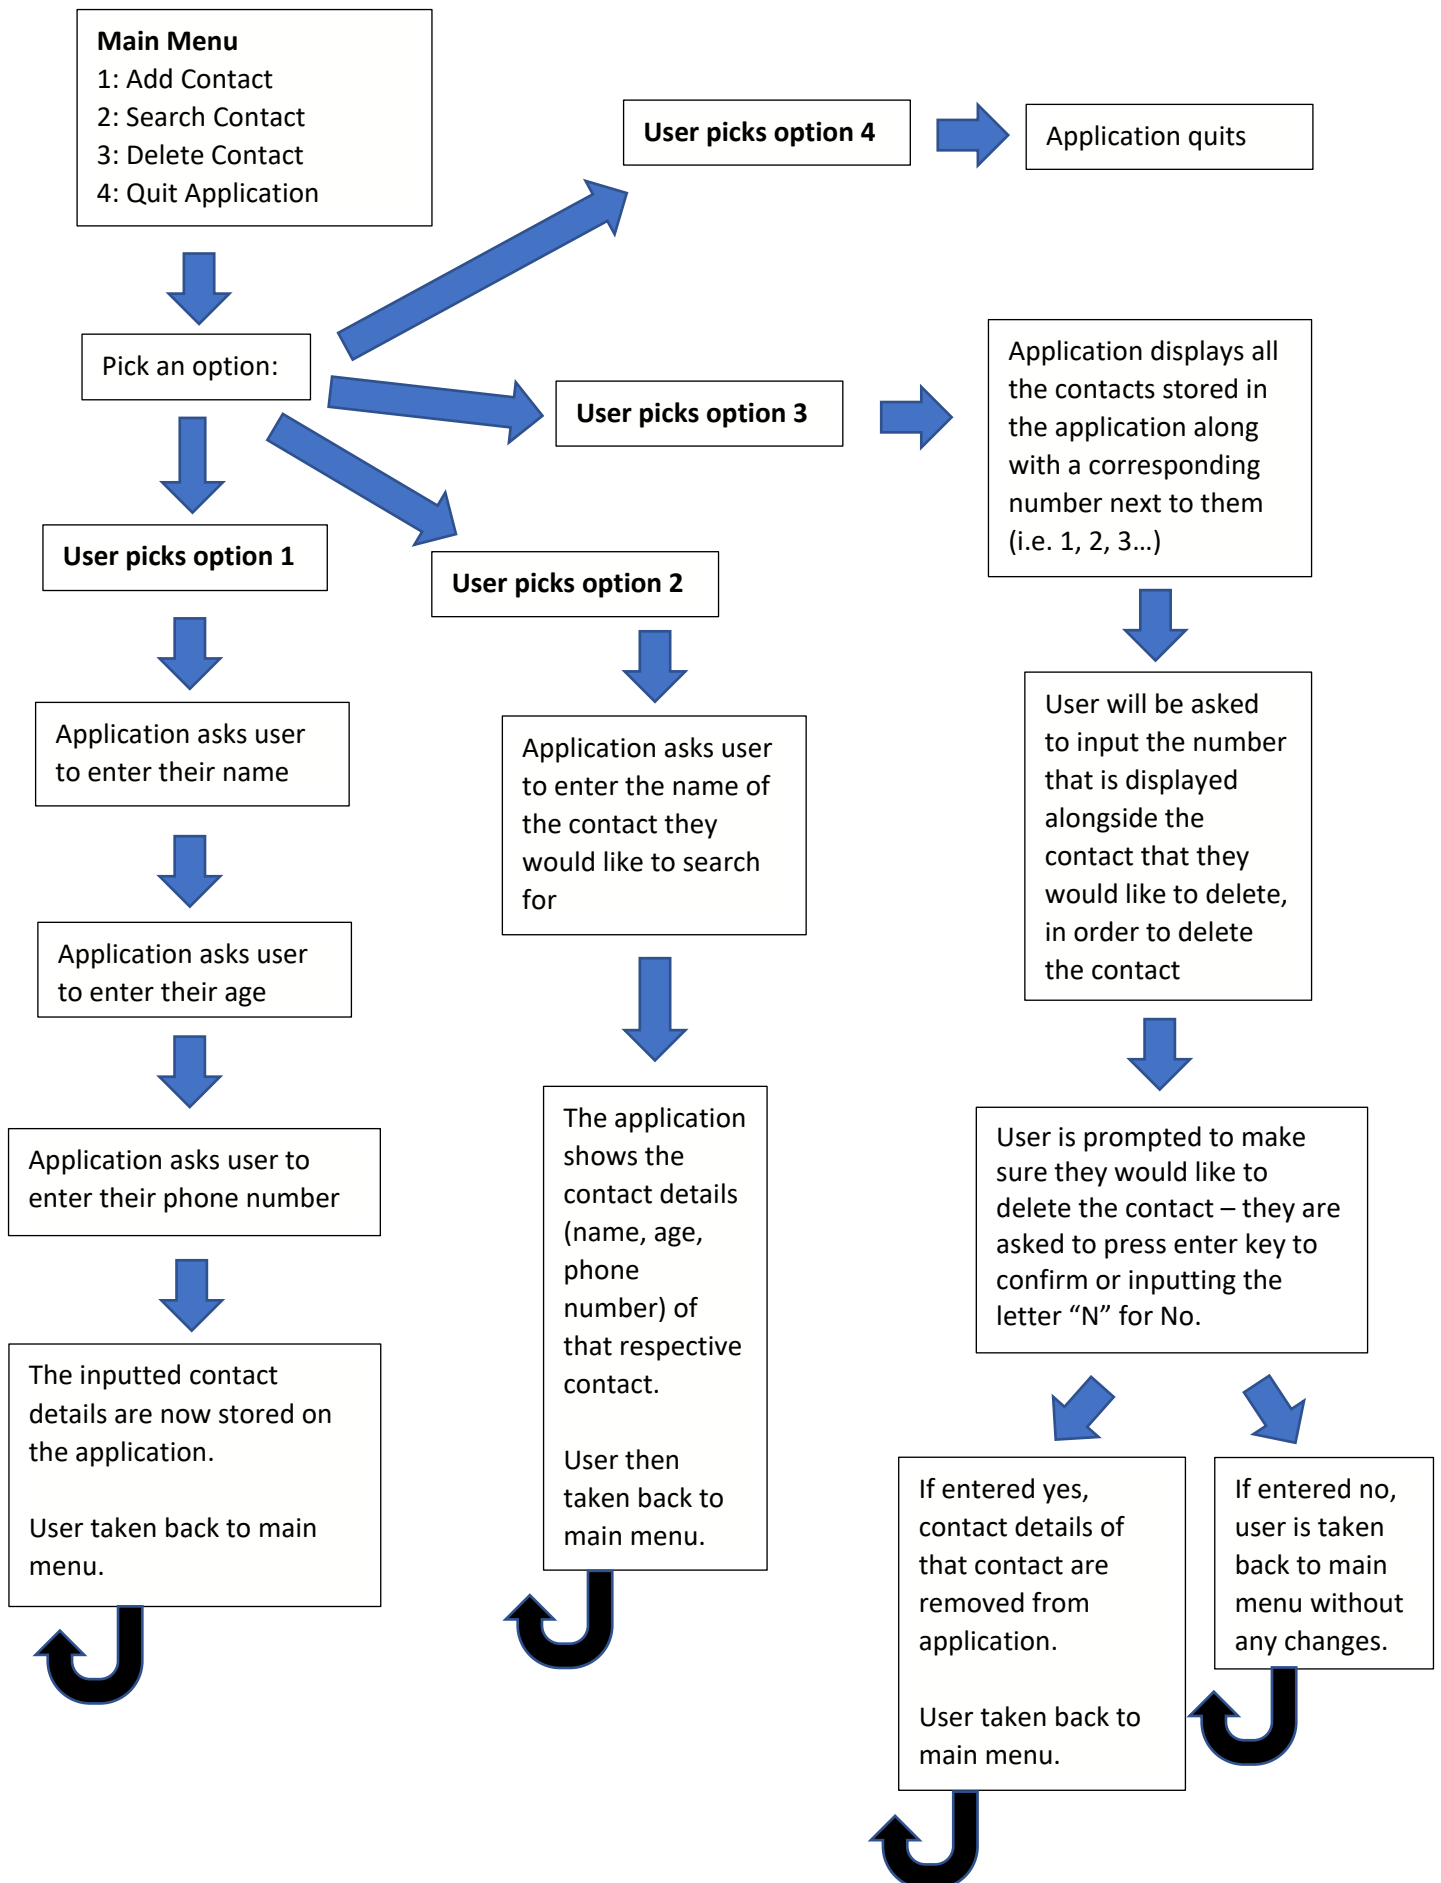 Main Menu
1: Add Contact
2: Search Contact
3: Delete Contact
4: Quit Application
User picks option 4
Application quits
Pick an option:
User picks option 3
Application displays all
the contacts stored in
the application along
with a corresponding
number next to them
(i.e. 1, 2, 3…)
User picks option 1
User picks option 2
Application asks user
to enter their name
Application asks user
to enter their age
Application asks user to
enter their phone number
The inputted contact
details are now stored on
the application.
User taken back to main
menu.
Application asks user
to enter the name of
the contact they
would like to search
for
The application
shows the
contact details
(name, age,
phone
number) of
that respective
contact.
User then
taken back to
main menu.
User will be asked
to input the number
that is displayed
alongside the
contact that they
would like to delete,
in order to delete
the contact
User is prompted to make
sure they would like to
delete the contact – they are
asked to press enter key to
confirm or inputting the
letter “N” for No.
If entered yes,
contact details of
that contact are
removed from
application.
User taken back to
main menu.
If entered no,
user is taken
back to main
menu without
any changes.